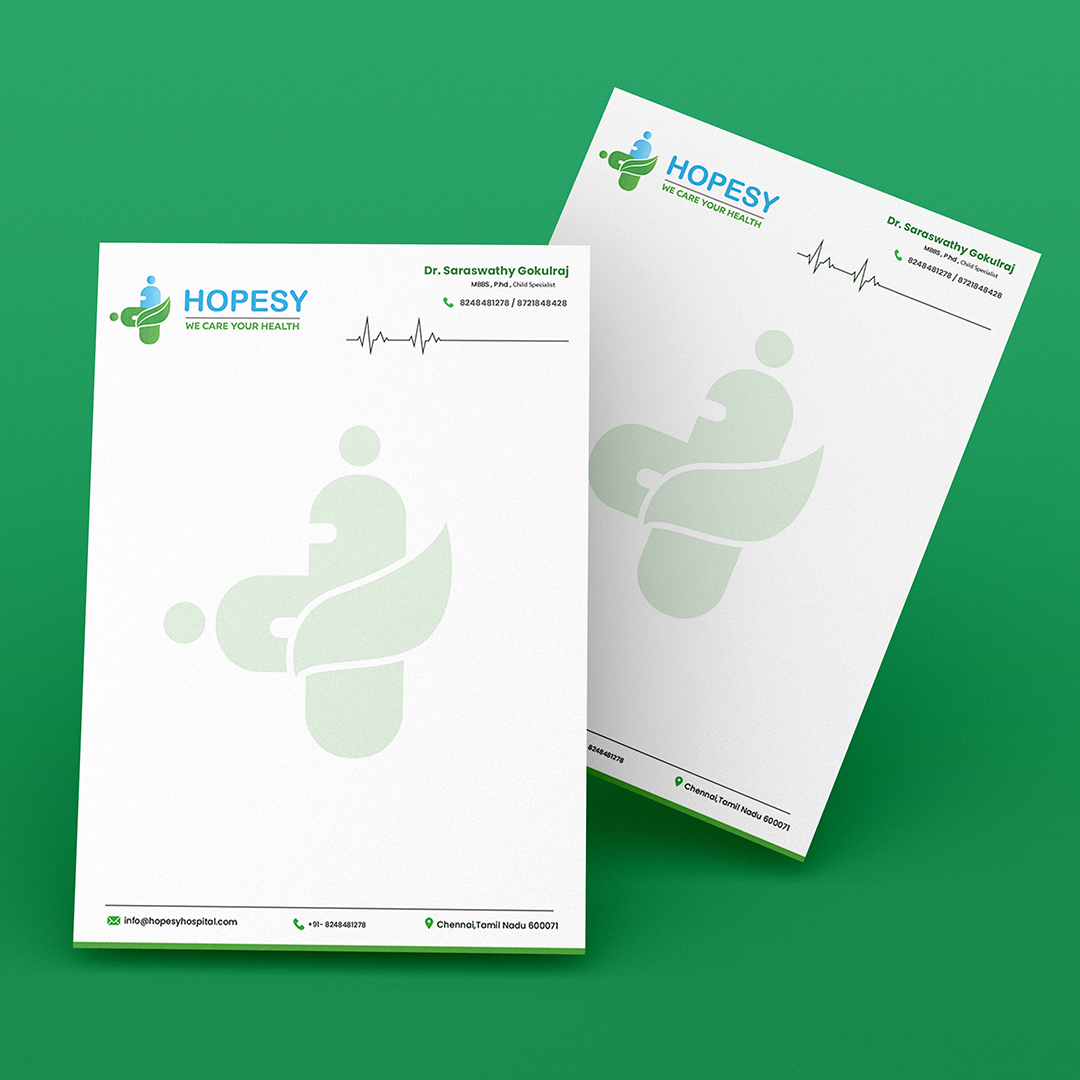 HOPESY
WE CARE YOUR HEALTH
Dr. Saraswathy Gokulraj
MBBS , P.hd , Child Specialist
8248481278 / 8721848428
info@hopesyhospital.com
+91- 8248481278
Chennai,Tamil Nadu 600071
HOPESY
WE CARE YOUR HEALTH
Dr. Saraswathy Gokulraj
MBBS , P.hd , Child Specialist
8248481278 / 8721848428
8248481278
Chennai,Tamil Nadu 600071